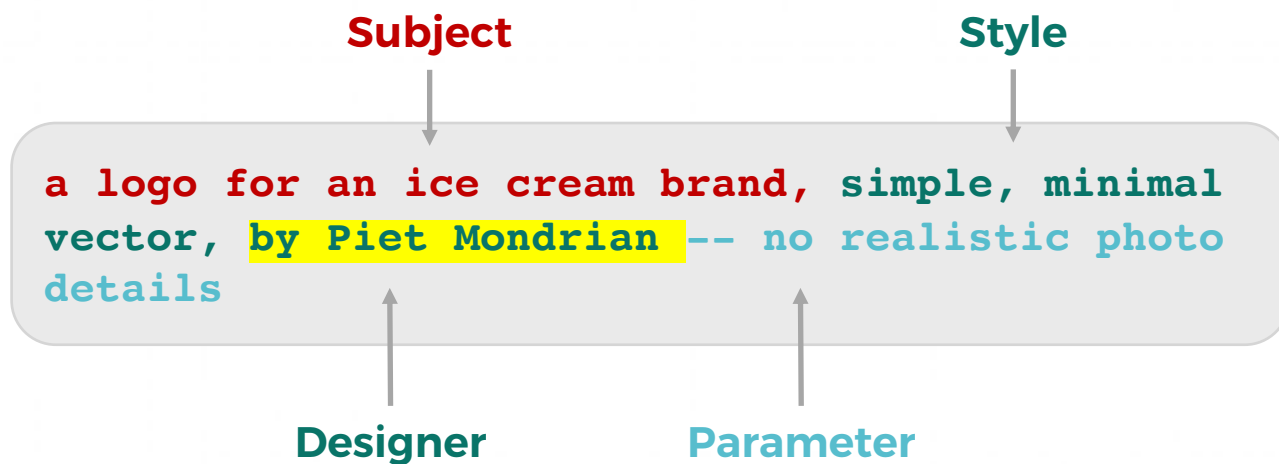 Subject
Style
a logo for an ice cream brand, simple, minimal
vector, by Piet Mondrian -- no realistic photo
details
Designer
Parameter